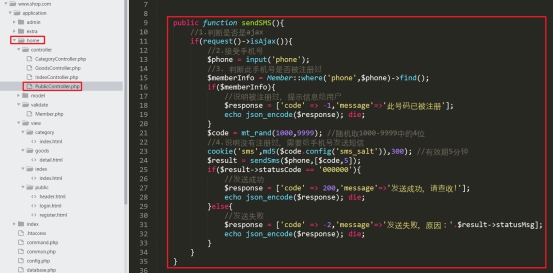 www.shop.com
application
admin
extra
home
controller
CategoryController.php
GoodsController.php
IndexController.php
PublicController.php
model
validate
Member.php
view
category
index.html
goods
detail.html
index
index.html
public
header.html
logon.html
register.html
index
.htaccess
command.php
common.php
config.php
database.php
7
8
9 public function sendSMS(){
10 //1.判断是否是ajax
11 if(request()->isAjax()){
12 //2.接受手机号
13 $phone = input('phone');
14 //3. 判断此手机号是否被注册过
15 $memberInfo = Member::where('phone',$phone)->find();
16 if($memberInfo){
17 //说明被注册过，提示信息给用户
18 $response = ['code' => -1,'message'=>'此号码已被注册'];
19 echo json_encode($response); die;
20 }
21 $code = mt_rand(1000,9999); //随机取1000-9999中的4位
22 //4.说明没有注册过，需要给手机号发送短信
23 cookie('sms',md5($code.config('sms_salt')),300); //有效期5分钟
24 $result = sendSms($phone,[$code,5]);
25 if($result->statusCode == '000000'){
26 //发送成功
27 $response = ['code' => 200,'message'=>'发送成功，请查收!'];
28 echo json_encode($response); die;
29 }else{
30 //发送失败
31 $response = ['code' => -2,'message'=>'发送失败，原因：'.$result->statusMsg];
32 echo json_encode($response); die;
33 }
34 }
35 }